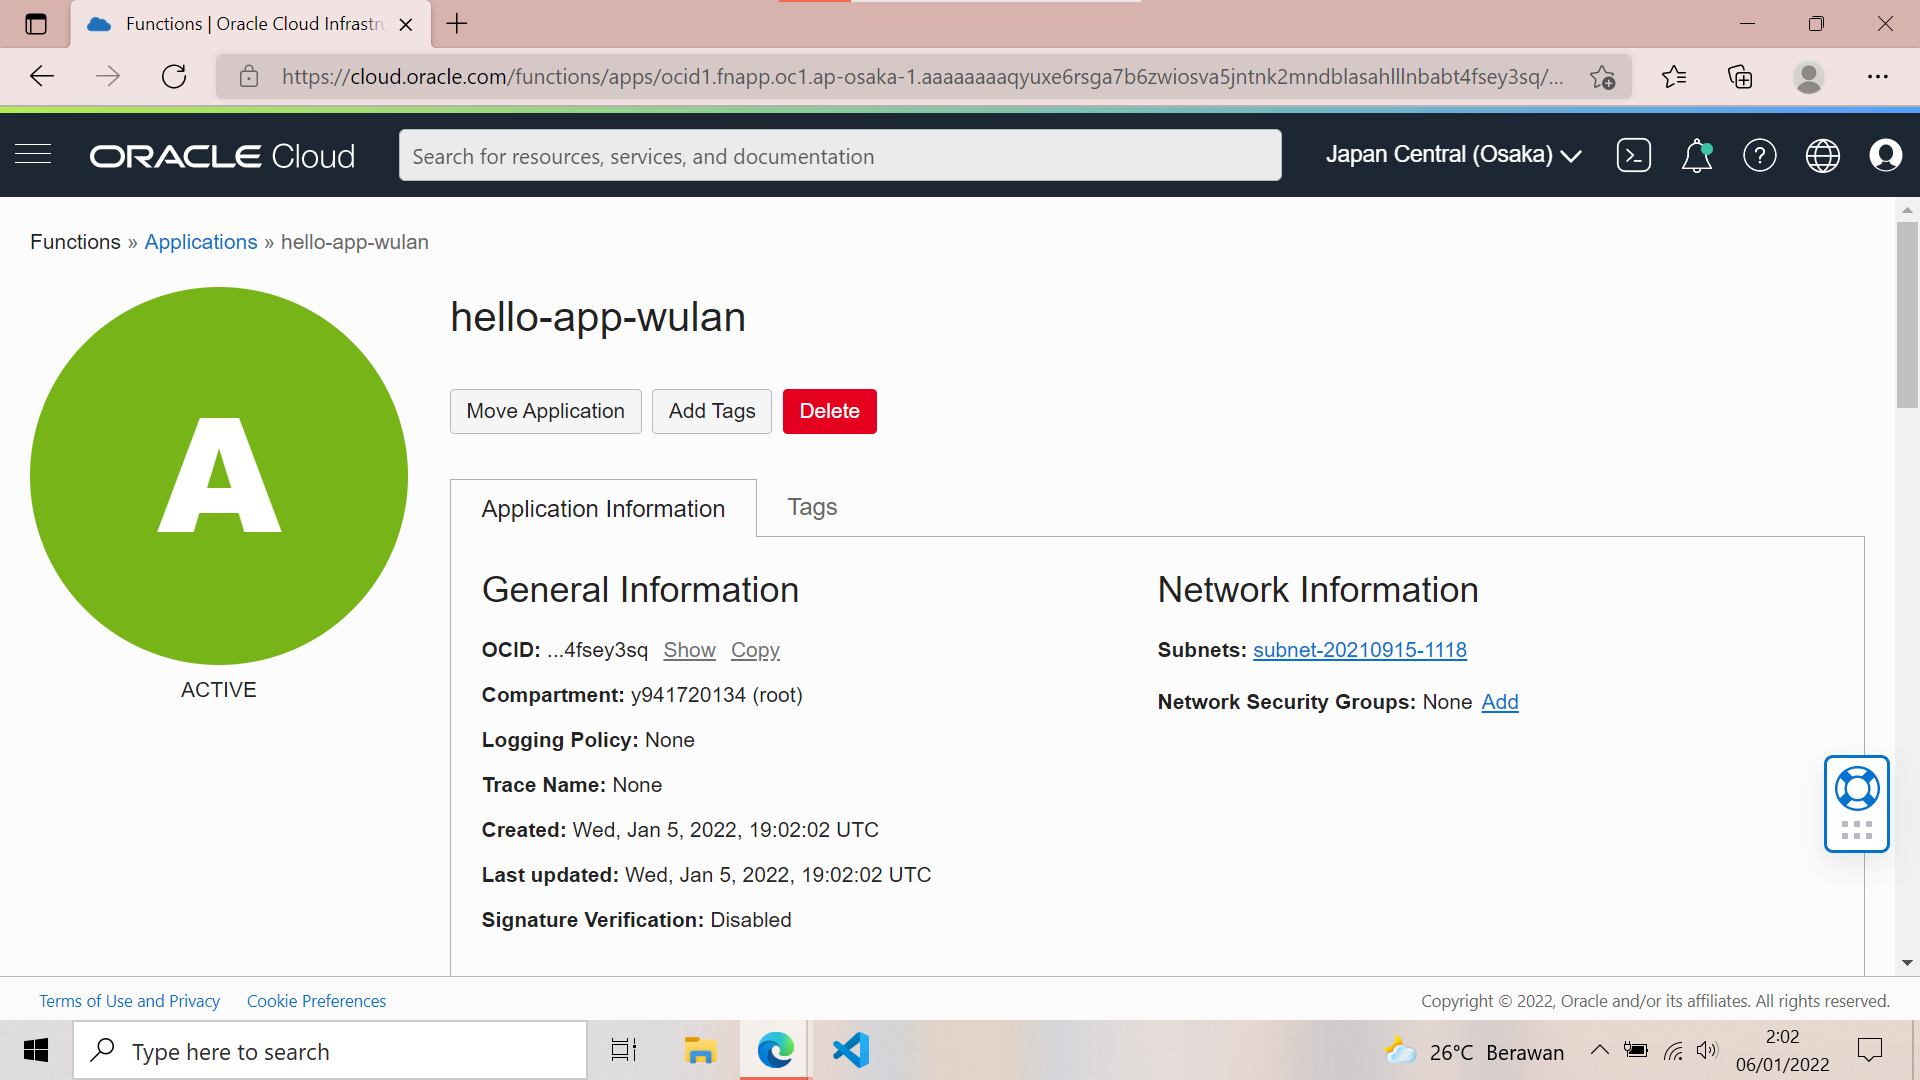 Functions | Oracle Cloud Infrastru
https://cloud.oracle.com/functions/apps/ocid1.fnapp.oc1.ap-osaka-1.aaaaaaaaqyuxe6rsga7b6zwiosva5jntnk2mndblasahlllnbabt4fsey3sq/...
ORACLE Cloud
Search for resources, services, and documentation
Japan Central (Osaka)
Functions » Applications » hello-app-wulan
hello-app-wulan
Move Application
Add Tags
Delete
A
ACTIVE
Application Information
Tags
General Information
OCID: ...4fsey3sq Show Copy
Compartment: y941720134 (root)
Logging Policy: None
Trace Name: None
Created: Wed, Jan 5, 2022, 19:02:02 UTC
Last updated: Wed, Jan 5, 2022, 19:02:02 UTC
Signature Verification: Disabled
Network Information
Subnets: subnet-20210915-1118
Network Security Groups: None Add
Terms of Use and Privacy
Cookie Preferences
Copyright © 2022, Oracle and/or its affiliates. All rights reserved.
Type here to search
26°C Berawan
2:02
06/01/2022